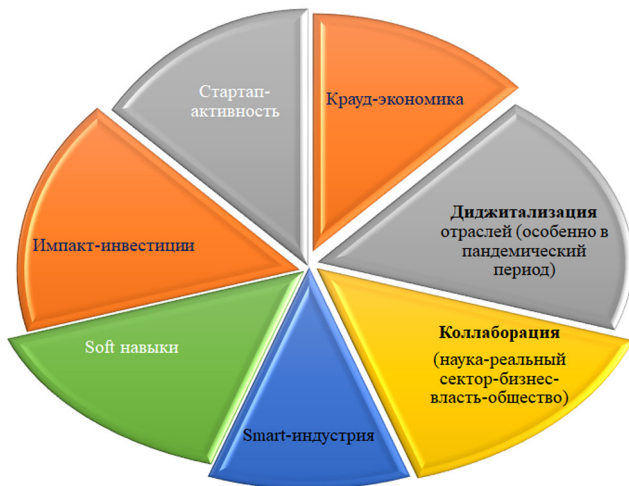 Стартап-
активность
Крауд-экономика
Диджитализация
отраслей (особенно в
пандемический
период)
Коллаборация
(наука-реальный
сектор-бизнес-
власть-общество)
Smart-индустрия
Soft навыки
Импакт-инвестиции